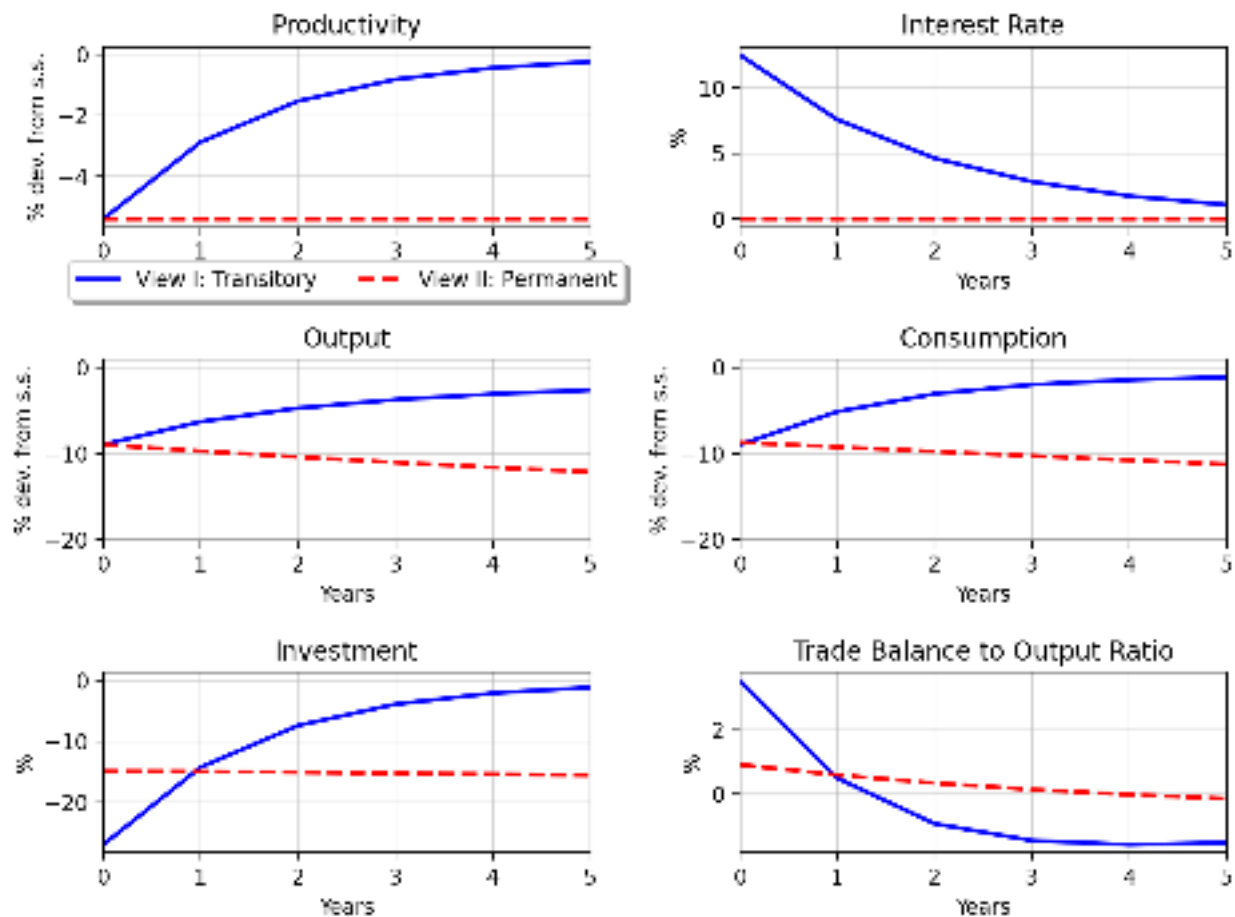 Productivity
% dev. from s.s.
0
−2
−4
0 1 2 3 4 5
Interest Rate
%
10
5
0
0 1 2 3 4 5
Years
View I: Transitory View II: Permanent
Output
% dev. from s.s.
0
−10
−20
0 1 2 3 4 5
Years
Consumption
% dev. from s.s.
0
−10
−20
0 1 2 3 4 5
Years
Investment
%
0
−10
−20
0 1 2 3 4 5
Years
Trade Balance to Output Ratio
%
2
0
0 1 2 3 4 5
Years